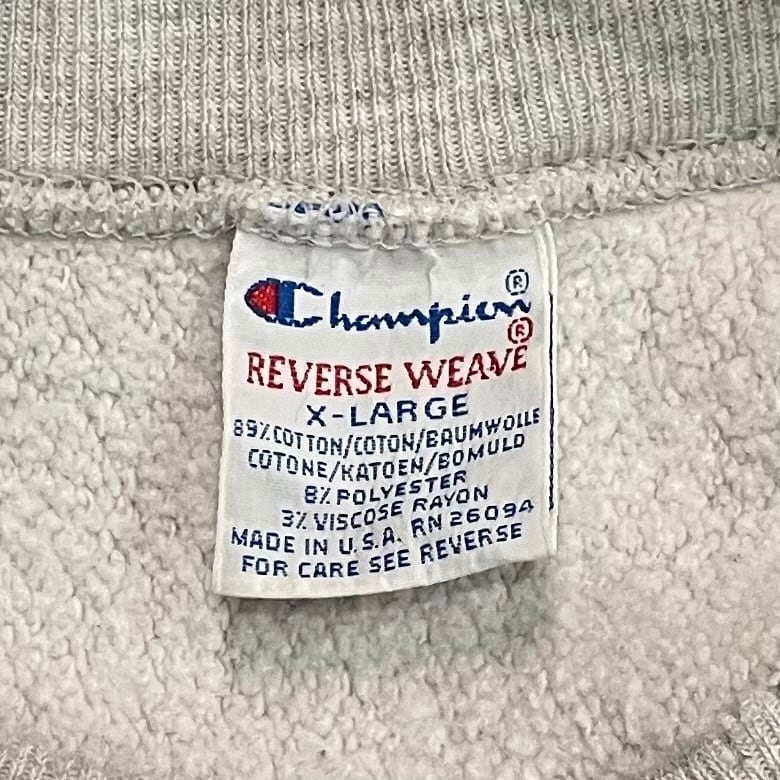 Champion®
REVERSE WEAVE®
X-LARGE
89% COTTON/COTON/BAUMWOLLE
COTONE/KATOEN/BOMULD
8% POLYESTER
3% VISCOSE RAYON
MADE IN U.S.A. RN 26094
FOR CARE SEE REVERSE